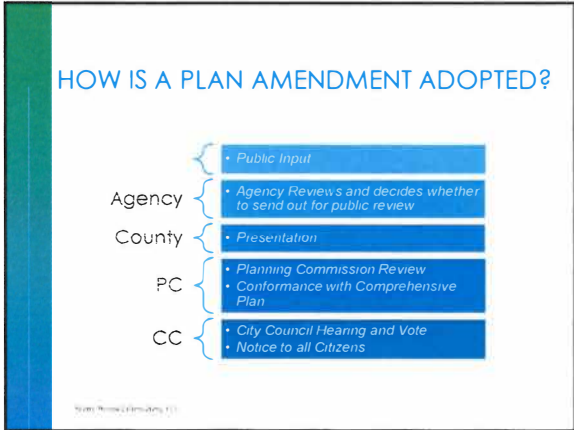 HOW IS A PLAN AMENDMENT ADOPTED?
• Public Input
Agency
• Agency Reviews and decides whether
to send out for public review
County
• Presentation
PC
• Planning Commission Review
• Conformance with Comprehensive
Plan
CC
• City Council Hearing and Vote
• Notice to all Citizens